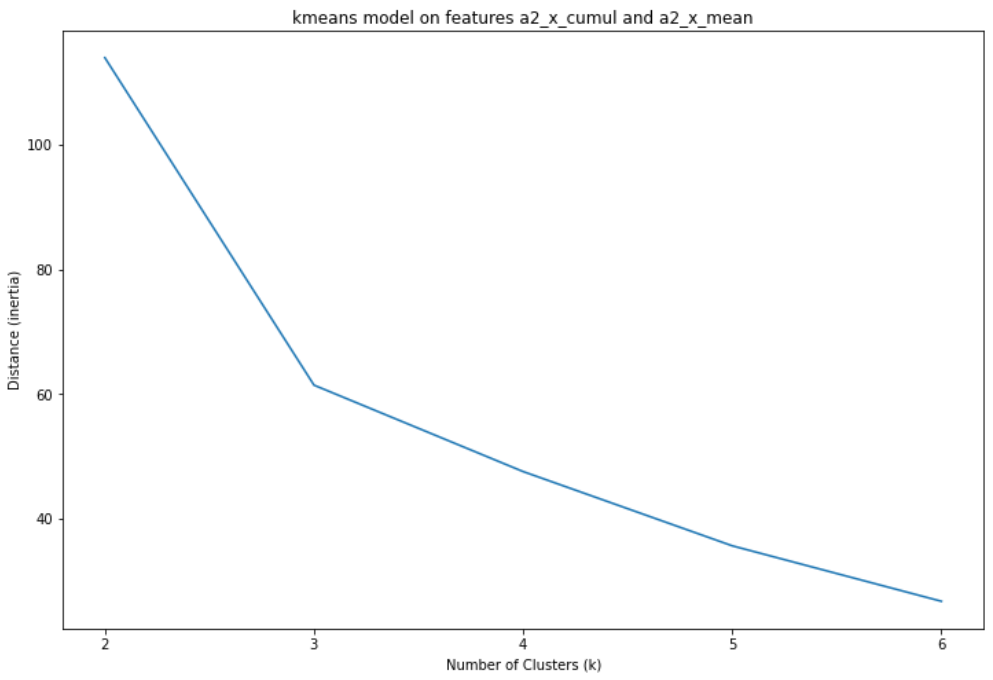 kmeans model on features a2_x_cumul and a2_x_mean
100
80
60
40
Distance (inertia)
2 3 4 5 6
Number of Clusters (k)